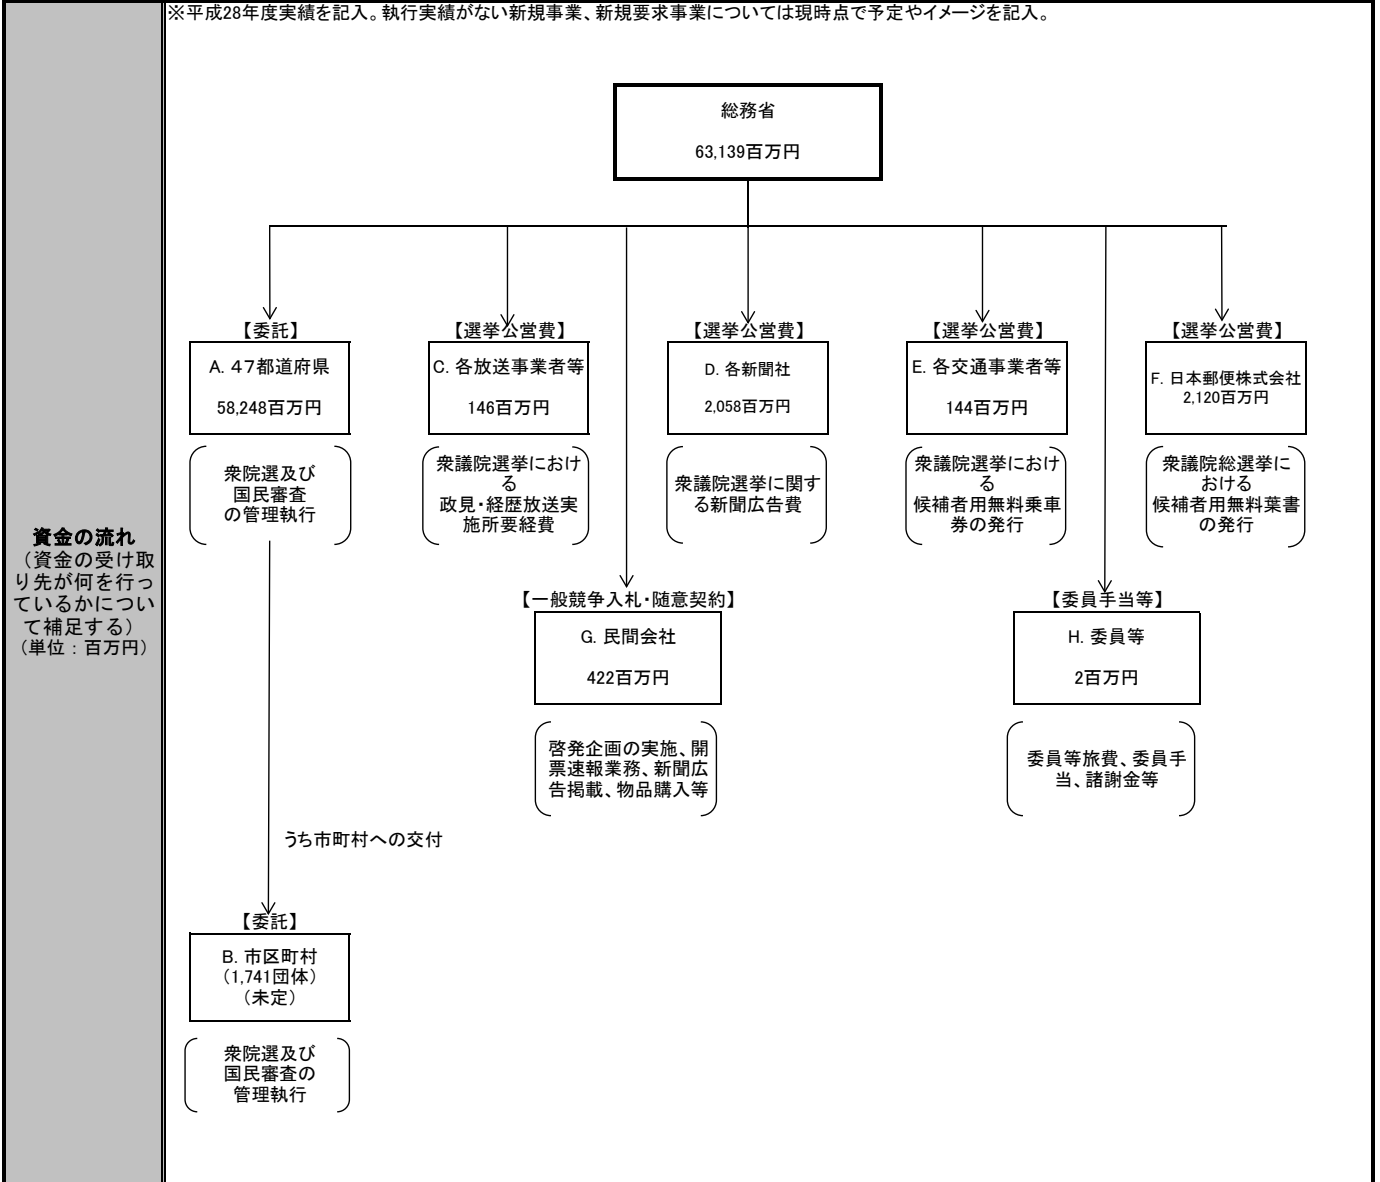 ※平成28年度実績を記入。執行実績がない新規事業、新規要求事業については現時点で予定やイメージを記入。
資金の流れ
（資金の受け取
り先が何を行っ
ているかについ
て補足する）
（単位：百万円）
総務省
63,139百万円
【委託】
A. 47都道府県
58,248百万円
衆院選及び
国民審査
の管理執行
【選挙公営費】
C. 各放送事業者等
146百万円
衆議院選挙におけ
る
政見・経歴放送実
施所要経費
【選挙公営費】
D. 各新聞社
2,058百万円
衆議院選挙に関す
る新聞広告費
【選挙公営費】
E. 各交通事業者等
144百万円
衆議院選挙におけ
る
候補者用無料乗車
券の発行
【選挙公営費】
F. 日本郵便株式会社
2,120百万円
衆議院総選挙に
おける
候補者用無料葉書
の発行
【一般競争入札・随意契約】
G. 民間会社
422百万円
啓発企画の実施、開
票速報業務、新聞広
告掲載、物品購入等
【委員手当等】
H. 委員等
2百万円
委員等旅費、委員手
当、諸謝金等
うち市町村への交付
【委託】
B. 市区町村
（1,741団体）
（未定）
衆院選及び
国民審査の
管理執行